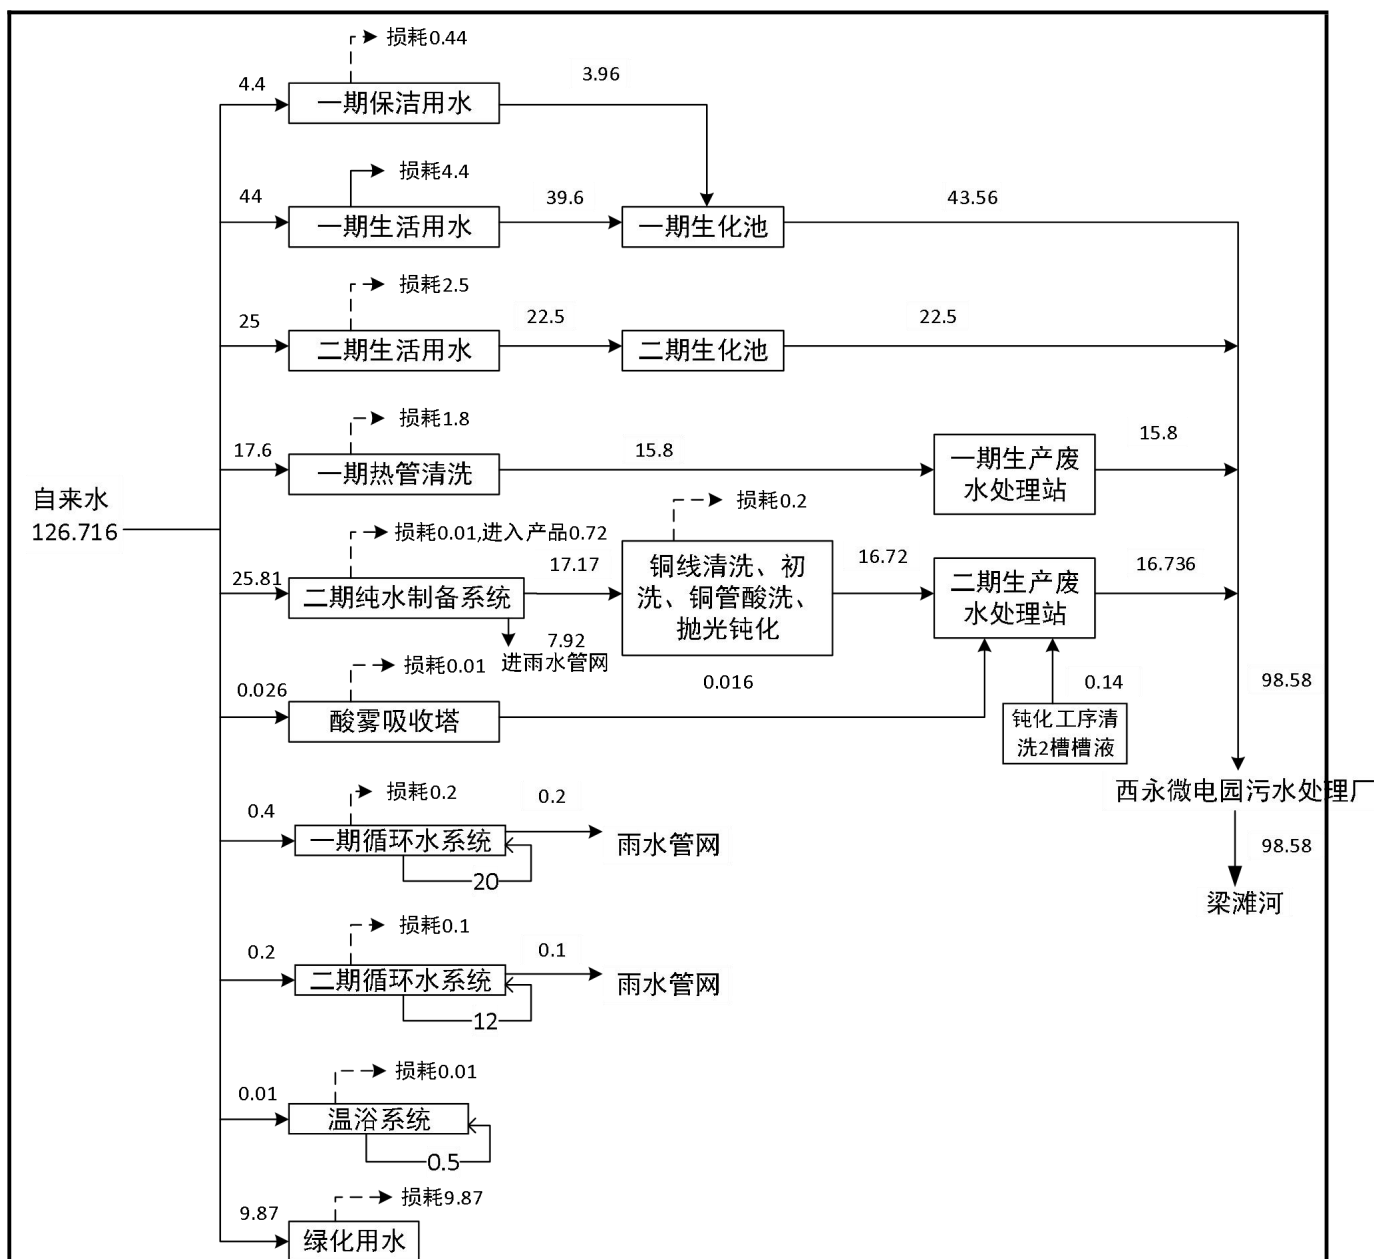 损耗0.44
4.4
3.96
一期保洁用水
损耗4.4
44
39.6
43.56
一期生活用水
一期生化池
损耗2.5
25
22.5
22.5
二期生活用水
二期生化池
损耗1.8
17.6
15.8
15.8
一期热管清洗
一期生产废
水处理站
自来水
126.716
损耗0.2
损耗0.01,进入产品0.72
25.81
17.17
16.72
16.736
二期纯水制备系统
铜线清洗、初
洗、铜管酸洗、
抛光钝化
二期生产废
水处理站
7.92
进雨水管网
损耗0.01
0.026
0.016
0.14
98.58
酸雾吸收塔
钝化工序清
洗2槽槽液
损耗0.2
0.4
0.2
一期循环水系统
雨水管网
20
西永微电园污水处理厂
98.58
梁滩河
损耗0.1
0.2
0.1
二期循环水系统
雨水管网
12
损耗0.01
0.01
温浴系统
0.5
损耗9.87
9.87
绿化用水